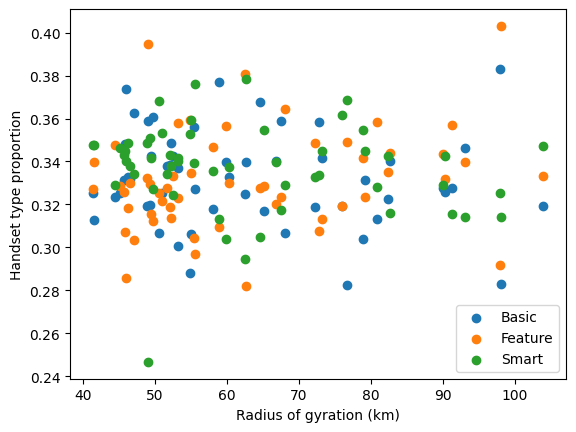 0.40
0.38
0.36
0.34
0.32
0.30
0.28
0.26
0.24
Handset type proportion
Basic
Feature
Smart
40 50 60 70 80 90 100
Radius of gyration (km)